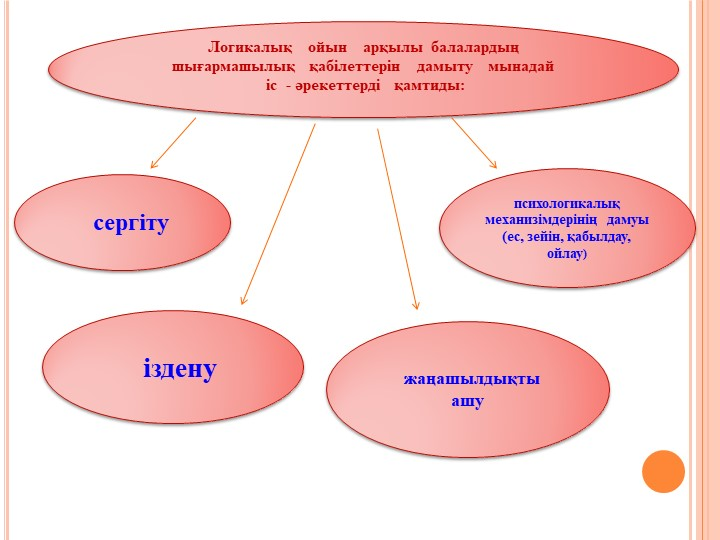 Логикалық ойын арқылы балалардың
шығармашылық қабілеттерін дамыту мынадай
іс - әрекеттерді қамтиды:
сергіту
психологикалық
механизімдерінің дамуы
(ес, зейін, қабылдау,
ойлау)
іздену
жаңашылдықты
ашу